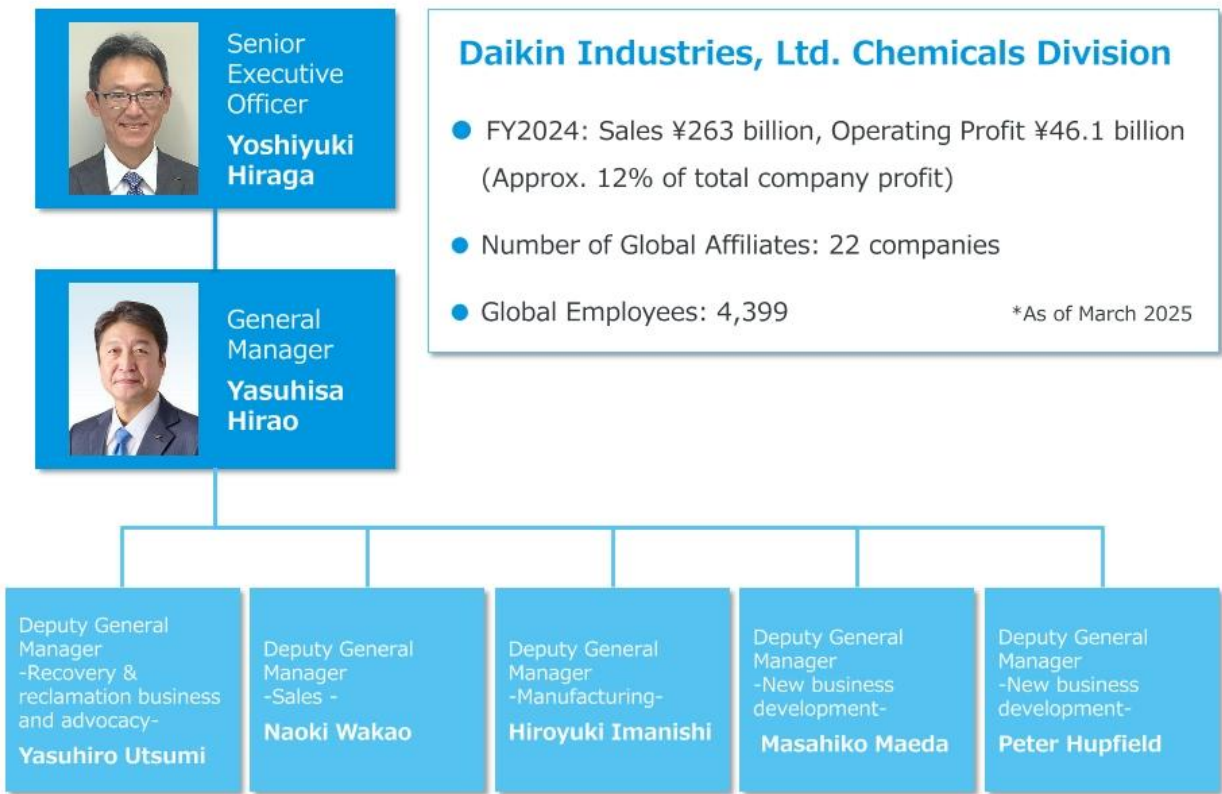 Senior
Executive
Officer
Yoshiyuki
Hiraga
Daikin Industries, Ltd. Chemicals Division
● FY2024: Sales ¥263 billion, Operating Profit ¥46.1 billion
(Approx. 12% of total company profit)
● Number of Global Affiliates: 22 companies
● Global Employees: 4,399
*As of March 2025
General
Manager
Yasuhisa
Hirao
Deputy General
Manager
-Recovery &
reclamation business
and advocacy-
Yasuhiro Utsumi
Deputy General
Manager
-Sales -
Naoki Wakao
Deputy General
Manager
-Manufacturing-
Hiroyuki Imanishi
Deputy General
Manager
-New business
development-
Masahiko Maeda
Deputy General
Manager
-New business
development-
Peter Hupfield